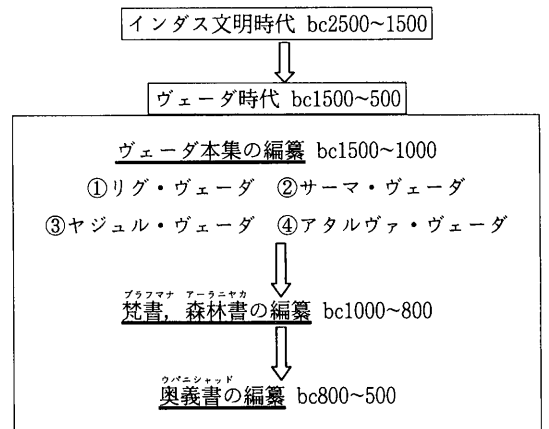 インダス文明時代 bc2500~1500
ヴェーダ時代 bc1500~500
ヴェーダ本集の編纂 bc1500~1000
①リグ・ヴェーダ ②サーマ・ヴェーダ
③ヤジュル・ヴェーダ ④アタルヴァ・ヴェーダ
ブラフマナ アーラニヤカ
梵書, 森林書の編纂 bc1000~800
ウパニシャッド
奥義書の編纂 bc800~500